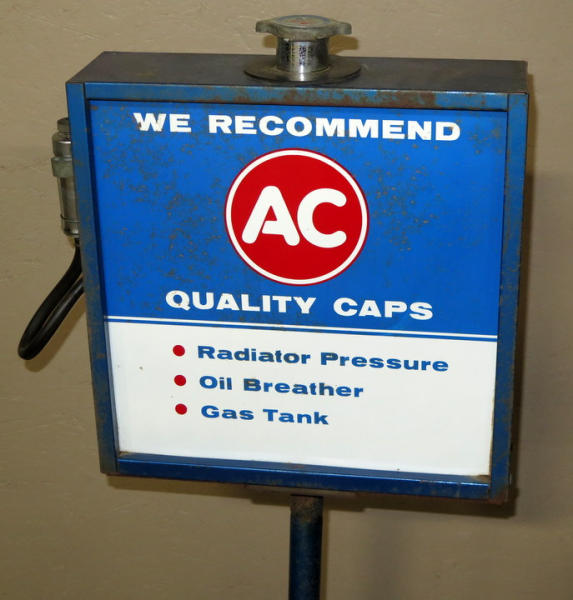 WE RECOMMEND
AC
QUALITY CAPS
Radiator Pressure
Oil Breather
Gas Tank